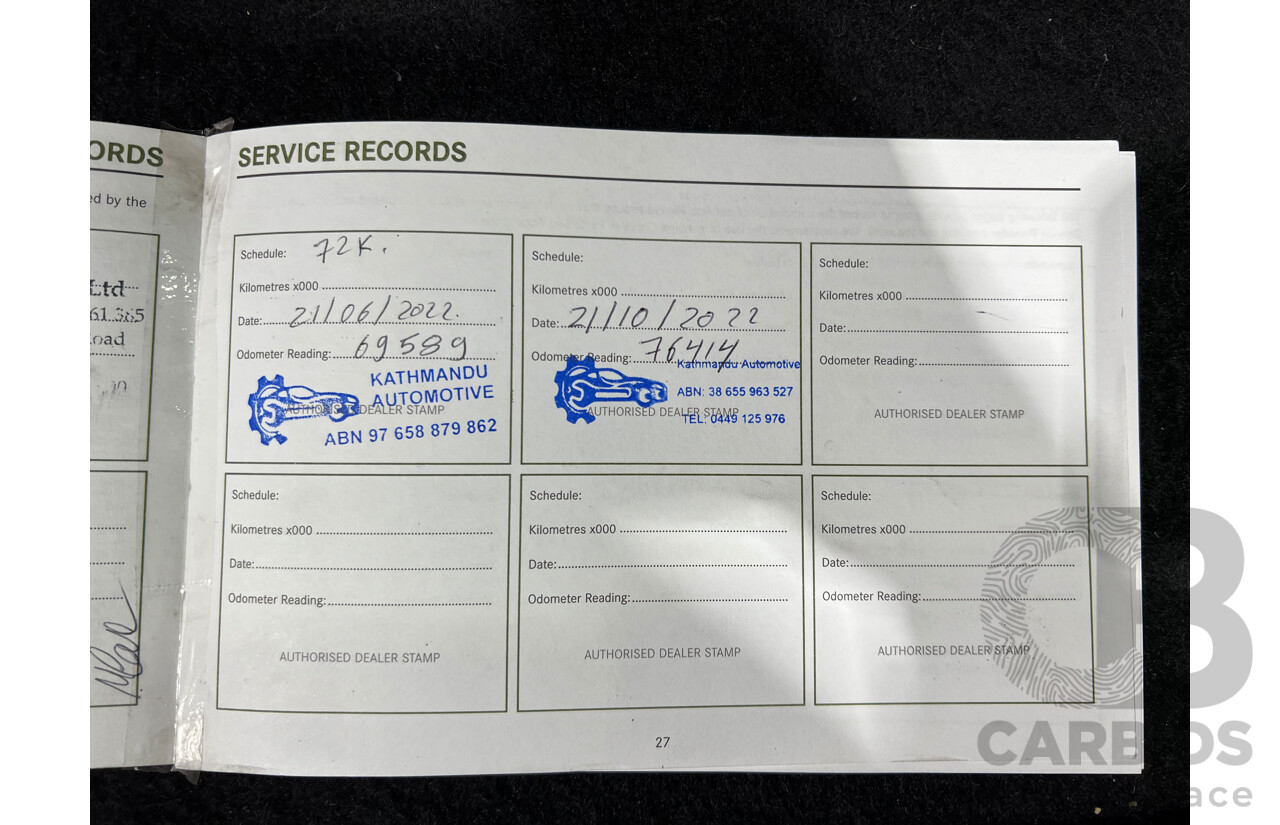 ORDS
ed by the
Ltd
61 365
oad
SERVICE RECORDS
Schedule: 72K.
Kilometres x000
Date: 21/06/2022.
Odometer Reading: 69589
KATHMANDU
AUTOMOTIVE
AUTHORISED DEALER STAMP
ABN 97 658 879 862
Schedule:
Kilometres x000
Date: 21/10/2022
Odometer Reading: 76414
Kathmandu Automotive
ABN: 38 655 963 527
AUTHORISED DEALER STAMP
TEL: 0449 125 976
Schedule:
Kilometres x000
Date:
Odometer Reading:
AUTHORISED DEALER STAMP
Schedule:
Kilometres x000
Date:
Odometer Reading:
AUTHORISED DEALER STAMP
Schedule:
Kilometres x000
Date:
Odometer Reading:
AUTHORISED DEALER STAMP
Schedule:
Kilometres x000
Date:
Odometer Reading:
AUTHORISED DEALER STAMP
27
CB
CARBIDS
ace